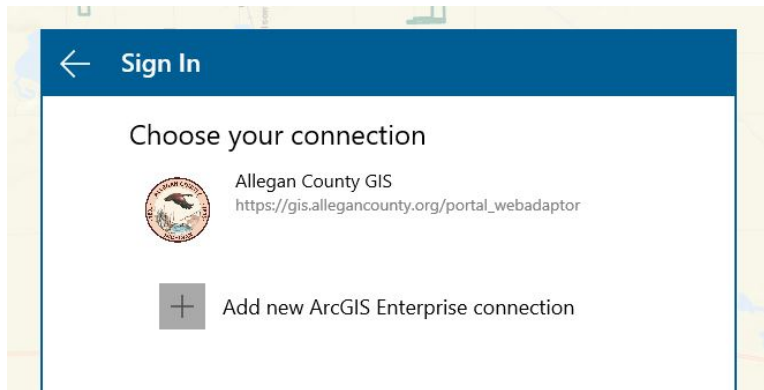 Sign In
Choose your connection
Allegan County GIS
https://gis.allegancounty.org/portal_webadaptor
Add new ArcGIS Enterprise connection